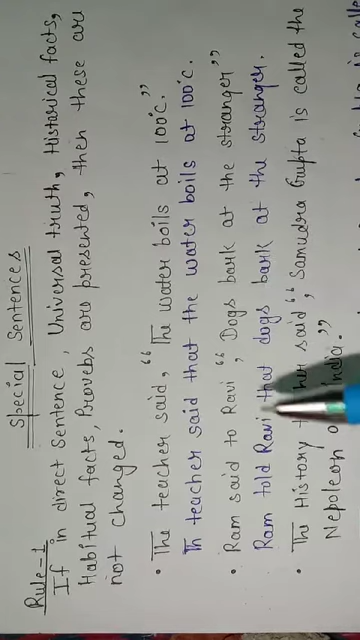 Special Sentences
Rule-1
If in direct Sentence, Universal truth, Historical facts,
Habitual facts, Proverbs are presented, then these are
not changed.
• The teacher said, “The water boils at 100°c.”
Th teacher said that the water boils at 100°c.
• Ram said to Ravi “, Dogs bark at the stranger”
Ram told Ravi that dogs bark at the stranger.
• The History said “, Samudra Gupta is called the
Nepoleon India.”